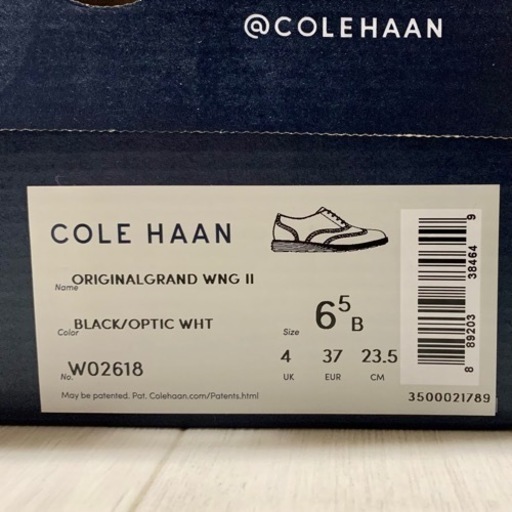 @COLEHAAN
COLE HAAN
Name ORIGINALGRAND WNG II
Color BLACK/OPTIC WHT
No. W02618
Size 6⁵ B
4 37 23.5
UK EUR CM
May be patented. Pat. Colehaan.com/Patents.html
8 89203 38464 9
3500021789